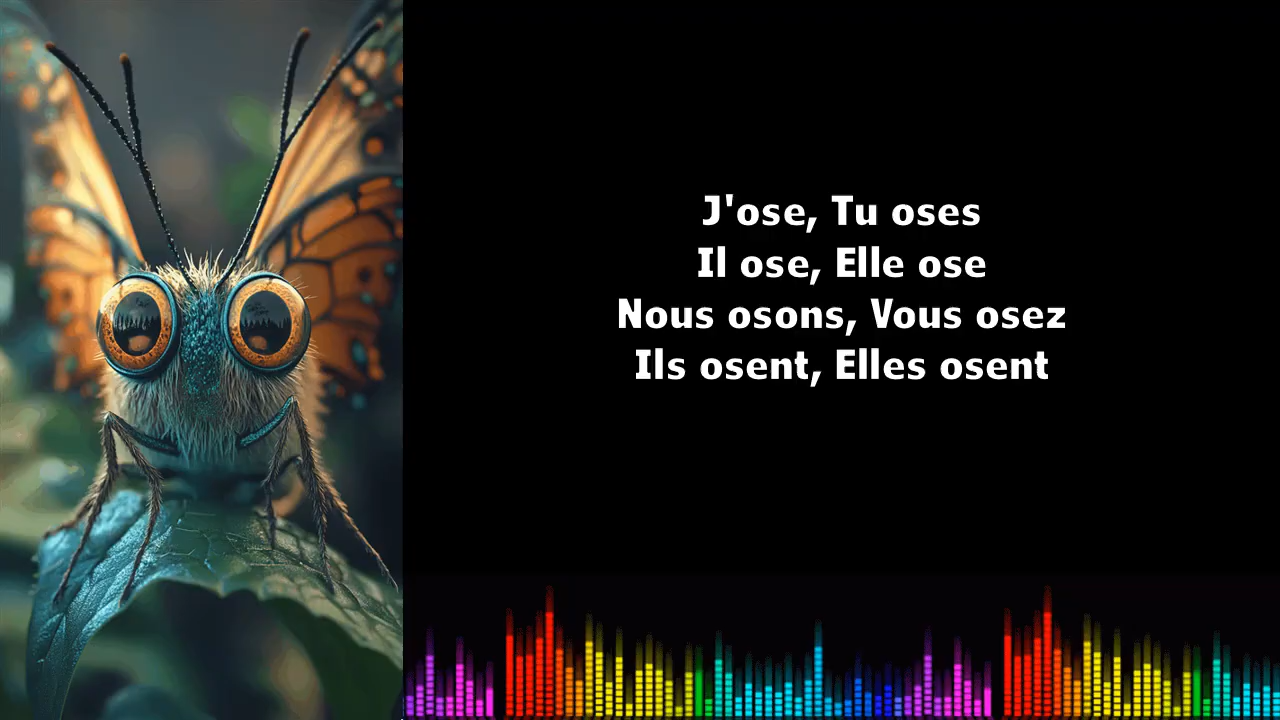 J'ose, Tu oses
Il ose, Elle ose
Nous osons, Vous osez
Ils osent, Elles osent